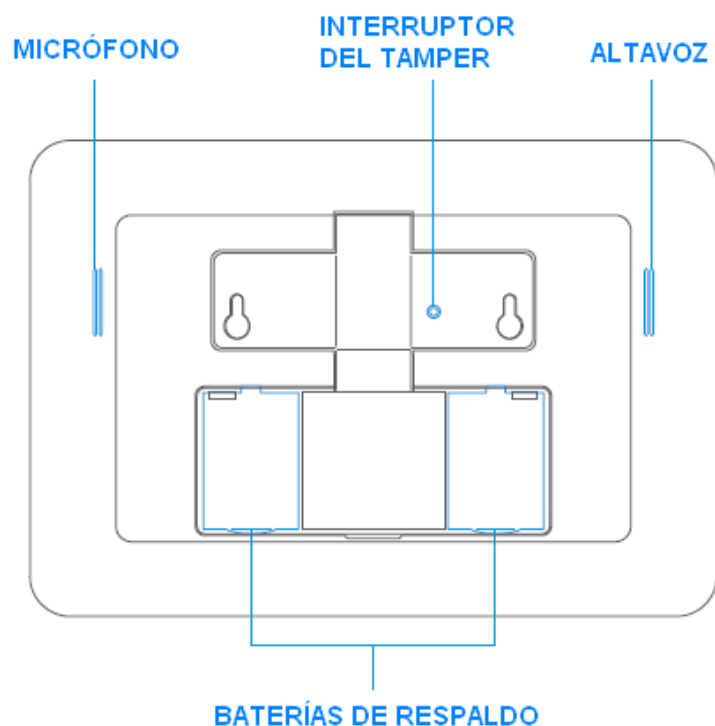 MICRÓFONO
INTERRUPTOR
DEL TAMPER
ALTAVOZ
BATERÍAS DE RESPALDO